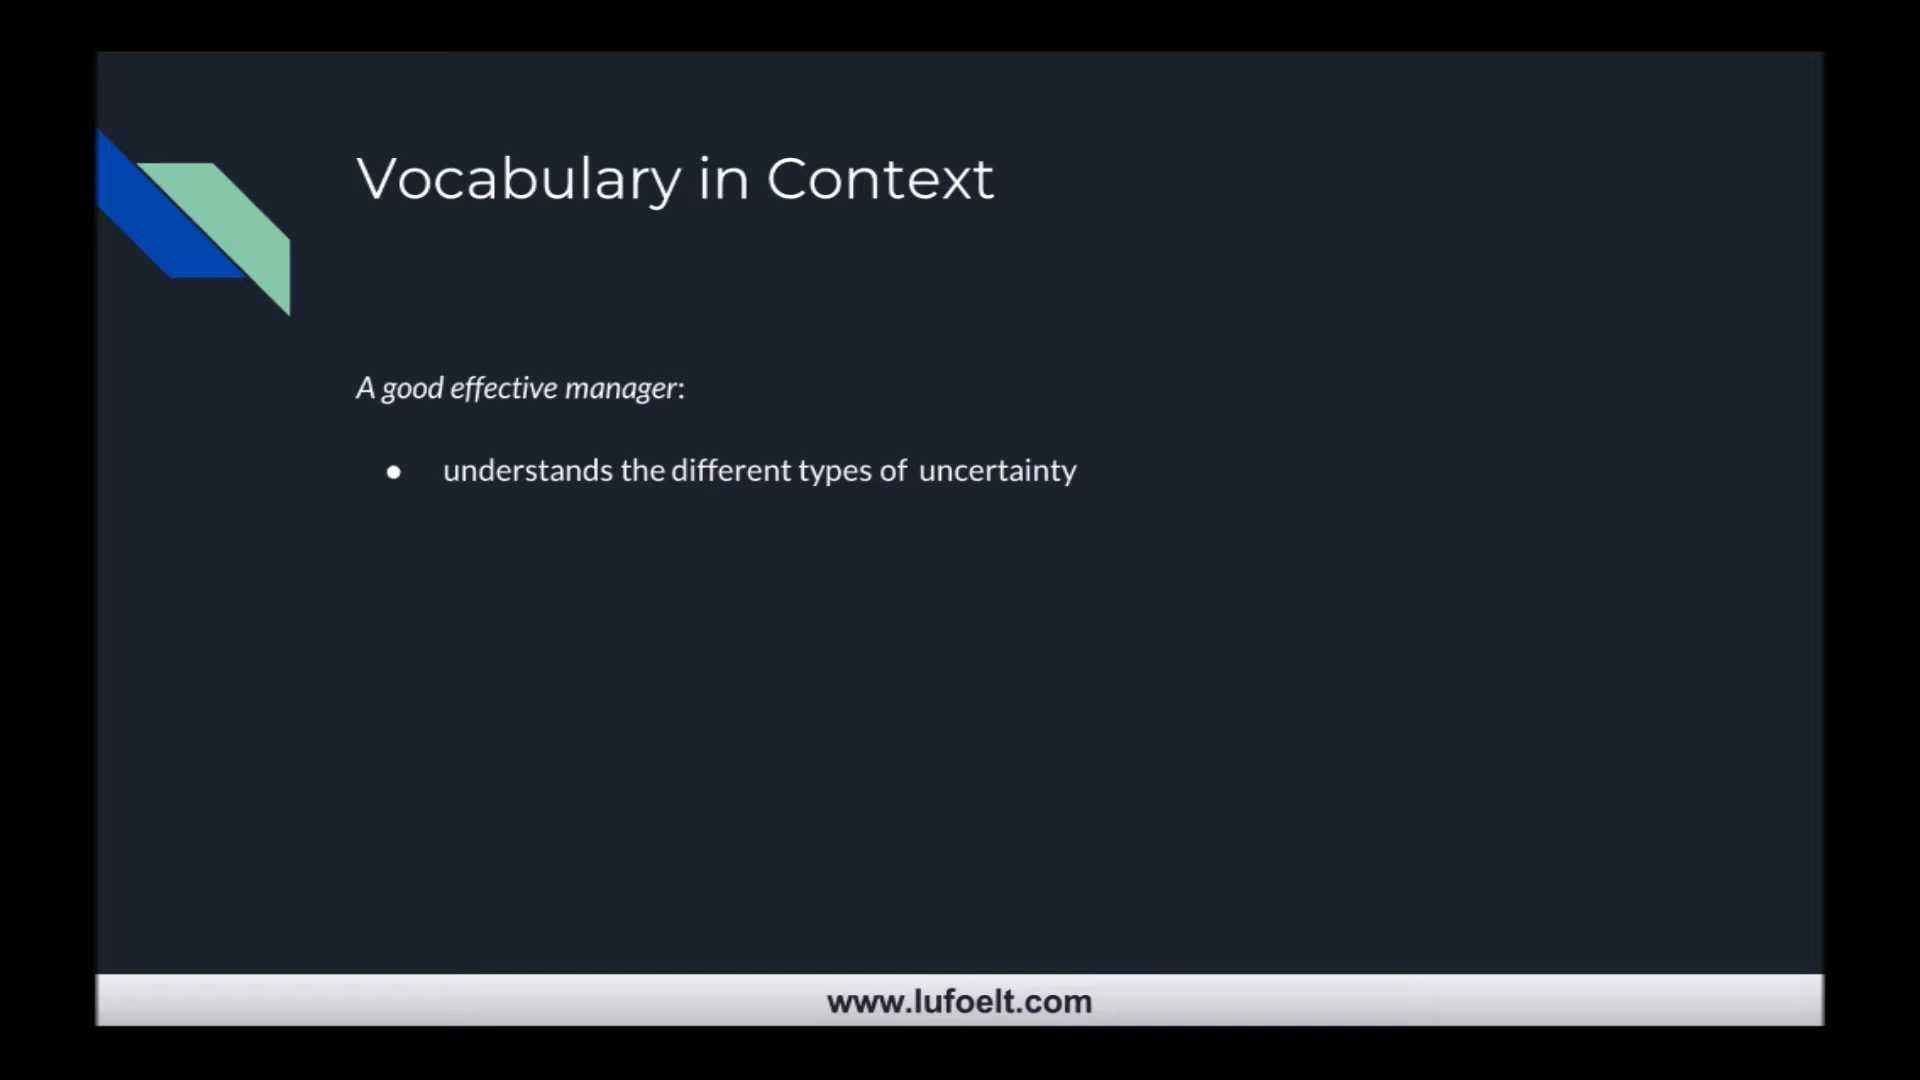 Vocabulary in Context
A good effective manager:
● understands the different types of uncertainty
www.lufoelt.com